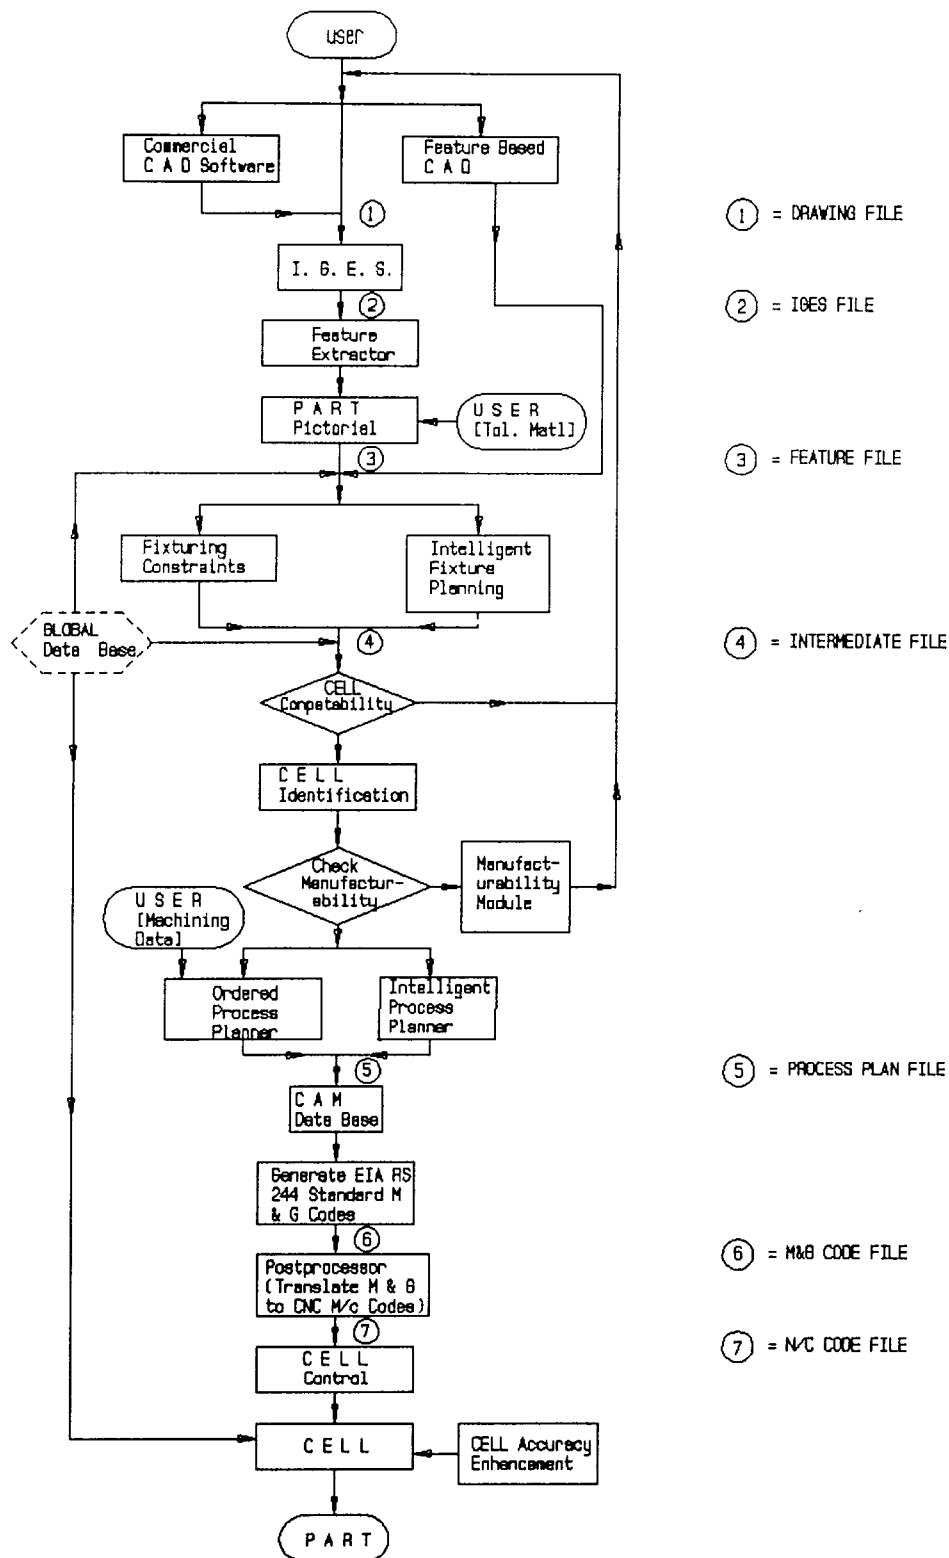 user
Commercial
C A D Software
Feature Based
C A D
1
1 = DRAWING FILE
I. G. E. S.
2
2 = IGES FILE
Feature
Extractor
P A R T
Pictorial
U S E R
[Tol. Matl]
3
3 = FEATURE FILE
Fixturing
Constraints
Intelligent
Fixture
Planning
GLOBAL
Data Base
4
4 = INTERMEDIATE FILE
CELL
Conpatability
C E L L
Identification
Check
Manufactur-
ability
Manufact-
urability
Module
U S E R
[Machining
Data]
Ordered
Process
Planner
Intelligent
Process
Planner
5
5 = PROCESS PLAN FILE
C A M
Data Base
Generate EIA RS
244 Standard M
& G Codes
6
6 = M&G CODE FILE
Postprocessor
(Translate M & G
to CNC M/c Codes)
7
7 = N/C CODE FILE
C E L L
Control
C E L L
CELL Accuracy
Enhancement
P A R T